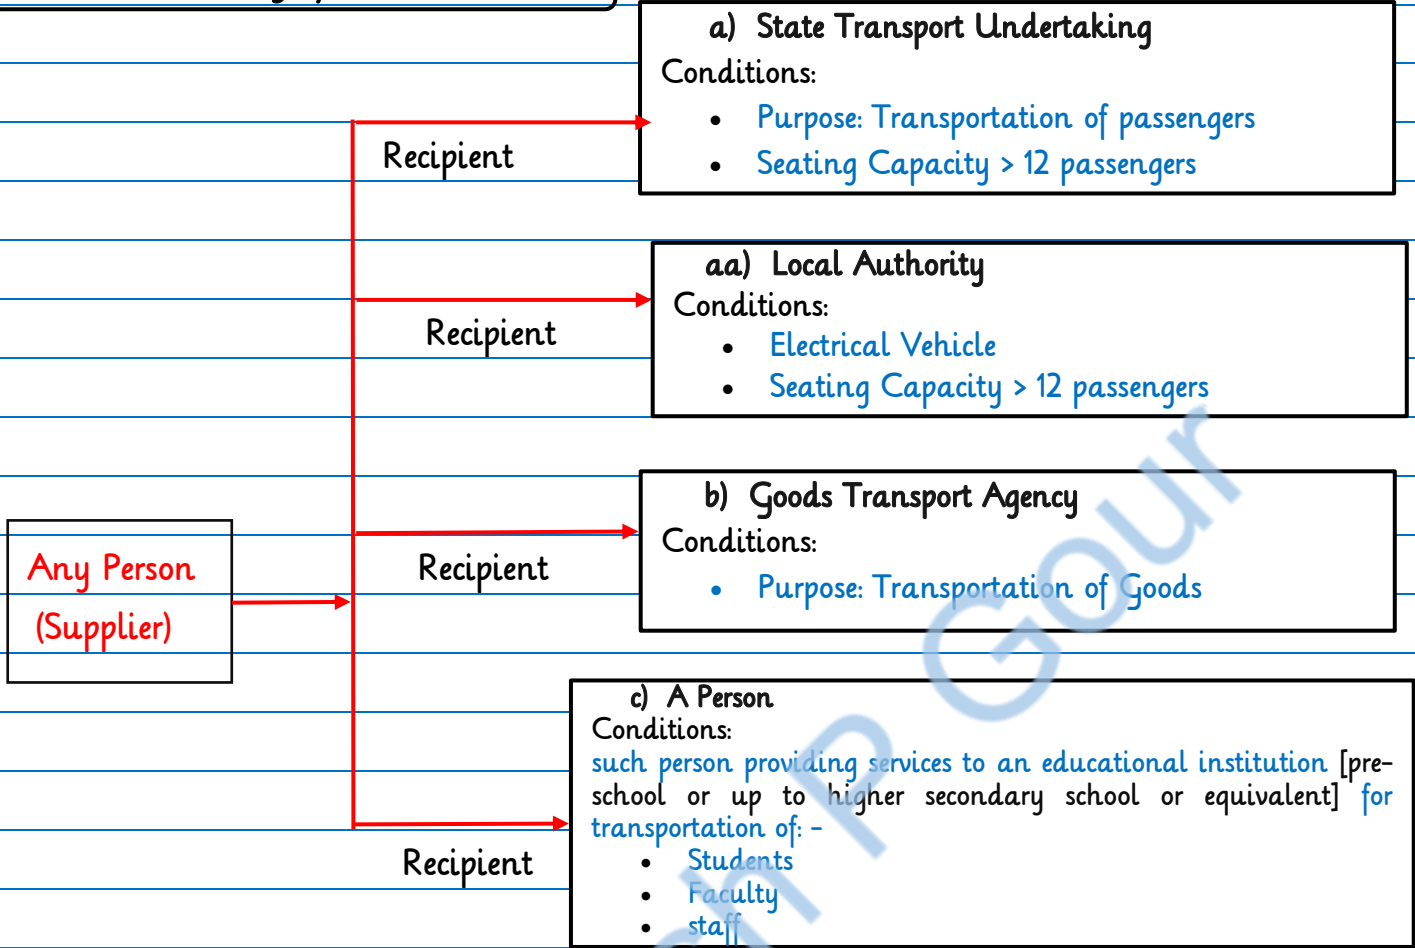 a) State Transport Undertaking
Conditions:
• Purpose: Transportation of passengers
• Seating Capacity > 12 passengers
Recipient
aa) Local Authority
Conditions:
• Electrical Vehicle
• Seating Capacity > 12 passengers
Recipient
b) Goods Transport Agency
Conditions:
• Purpose: Transportation of Goods
Recipient
Any Person
(Supplier)
c) A Person
Conditions:
such person providing services to an educational institution [pre-
school or up to higher secondary school or equivalent] for
transportation of: -
• Students
• Faculty
• staff
Recipient
P Gour